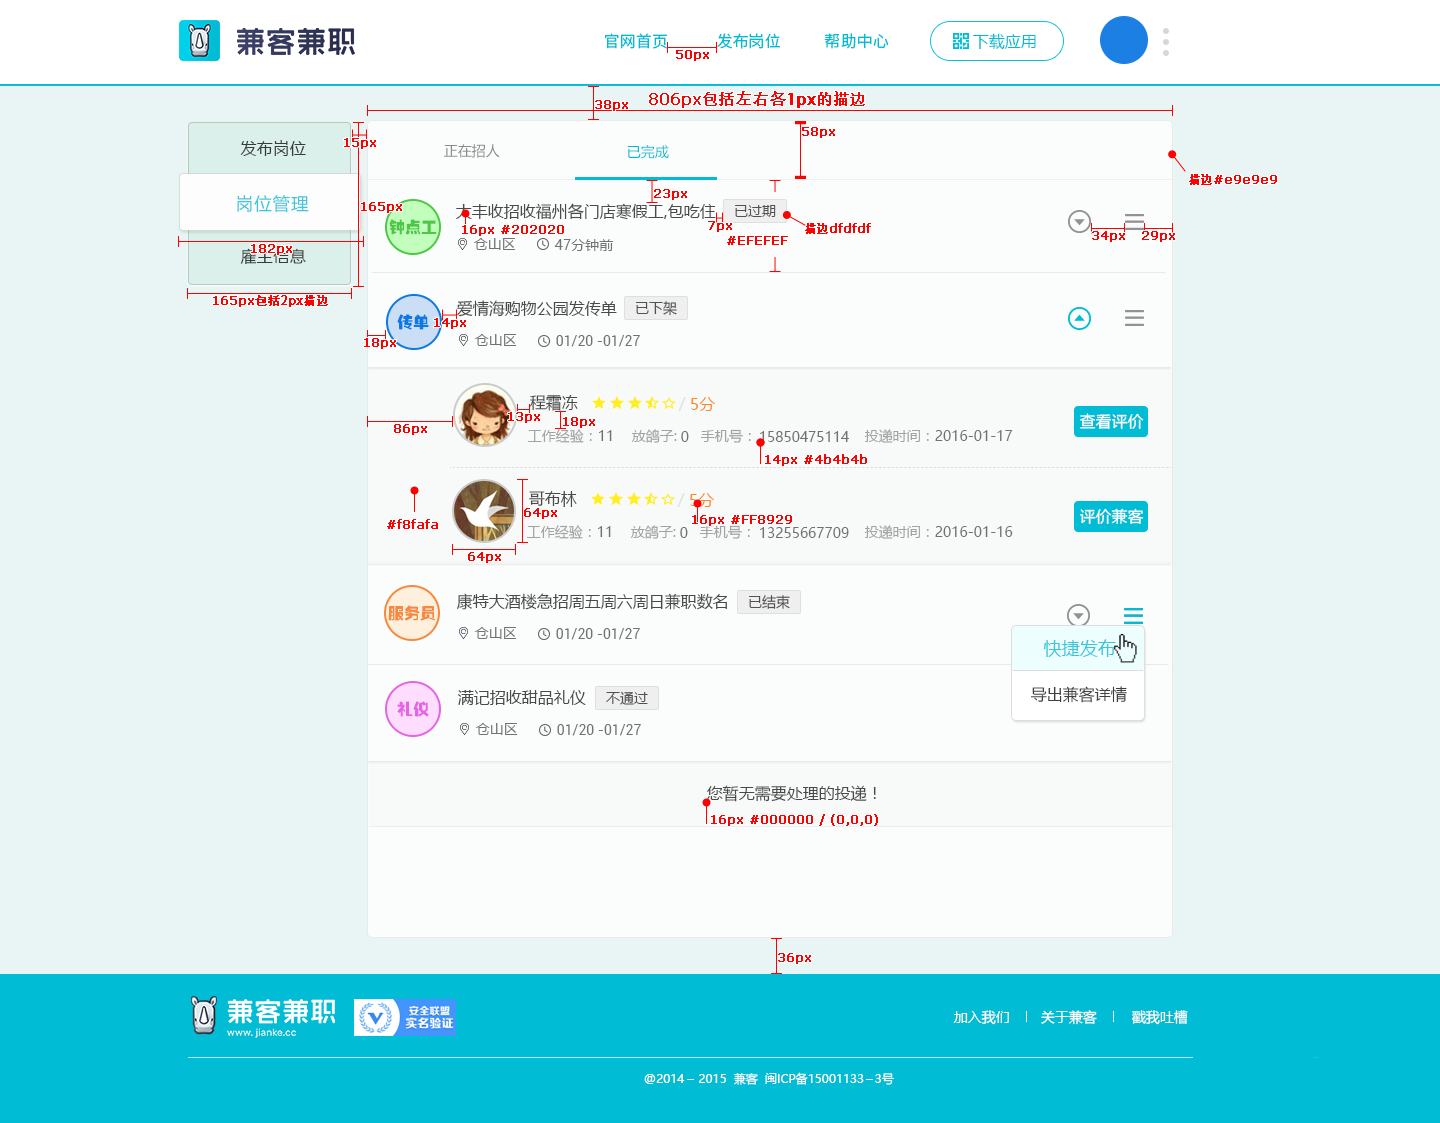 兼客兼职
官网首页
50px
发布岗位
帮助中心
下载应用
38px
806px包括左右各1px的描边
发布岗位
岗位管理
182px
雇主信息
165px包括2px描边
15px
165px
正在招人
已完成
58px
描边#e9e9e9
23px
钟点工
大丰收招收福州各门店寒假工,包吃住
已过期
16px #202020
7px
描边dfdfdf
#EFEFEF
34px
29px
仓山区
47分钟前
传单
14px
18px
爱情海购物公园发传单
已下架
仓山区
01/20 -01/27
程霜冻
/ 5分
13px
18px
86px
工作经验：11
放鸽子: 0
手机号：15850475114
投递时间：2016-01-17
查看评价
14px #4b4b4b
#f8fafa
哥布林
/ 5分
64px
16px #FF8929
工作经验：11
放鸽子: 0
手机号：13255667709
投递时间：2016-01-16
评价兼客
64px
服务员
康特大酒楼急招周五周六周日兼职数名
已结束
仓山区
01/20 -01/27
快捷发布
导出兼客详情
礼仪
满记招收甜品礼仪
不通过
仓山区
01/20 -01/27
您暂无需要处理的投递！
16px #000000 / (0,0,0)
36px
兼客兼职
www.jianke.cc
安全联盟
实名验证
加入我们
关于兼客
戳我吐槽
@2014－2015 兼客 闽ICP备15001133－3号